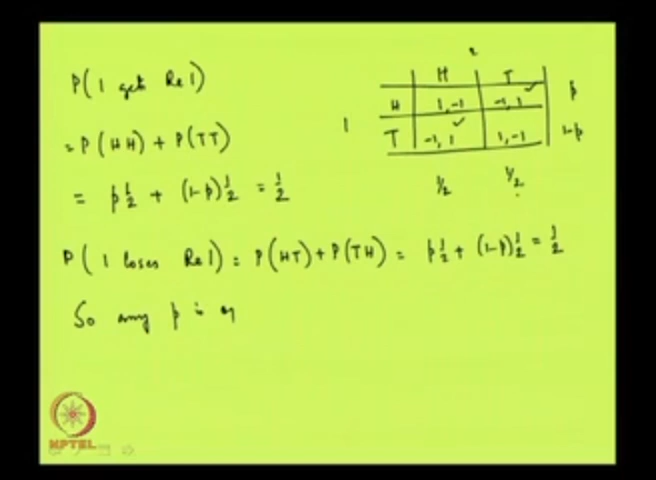 2
H T
H 1, -1 -1, 1 p
1
T -1, 1 1, -1 1-p
1/2 1/2
P(1 gets Re 1)
= P(HH) + P(TT)
= p 1/2 + (1-p) 1/2 = 1/2
P(1 loses Re 1) = P(HT) + P(TH) = p 1/2 + (1-p) 1/2 = 1/2
So any p is
NPTEL